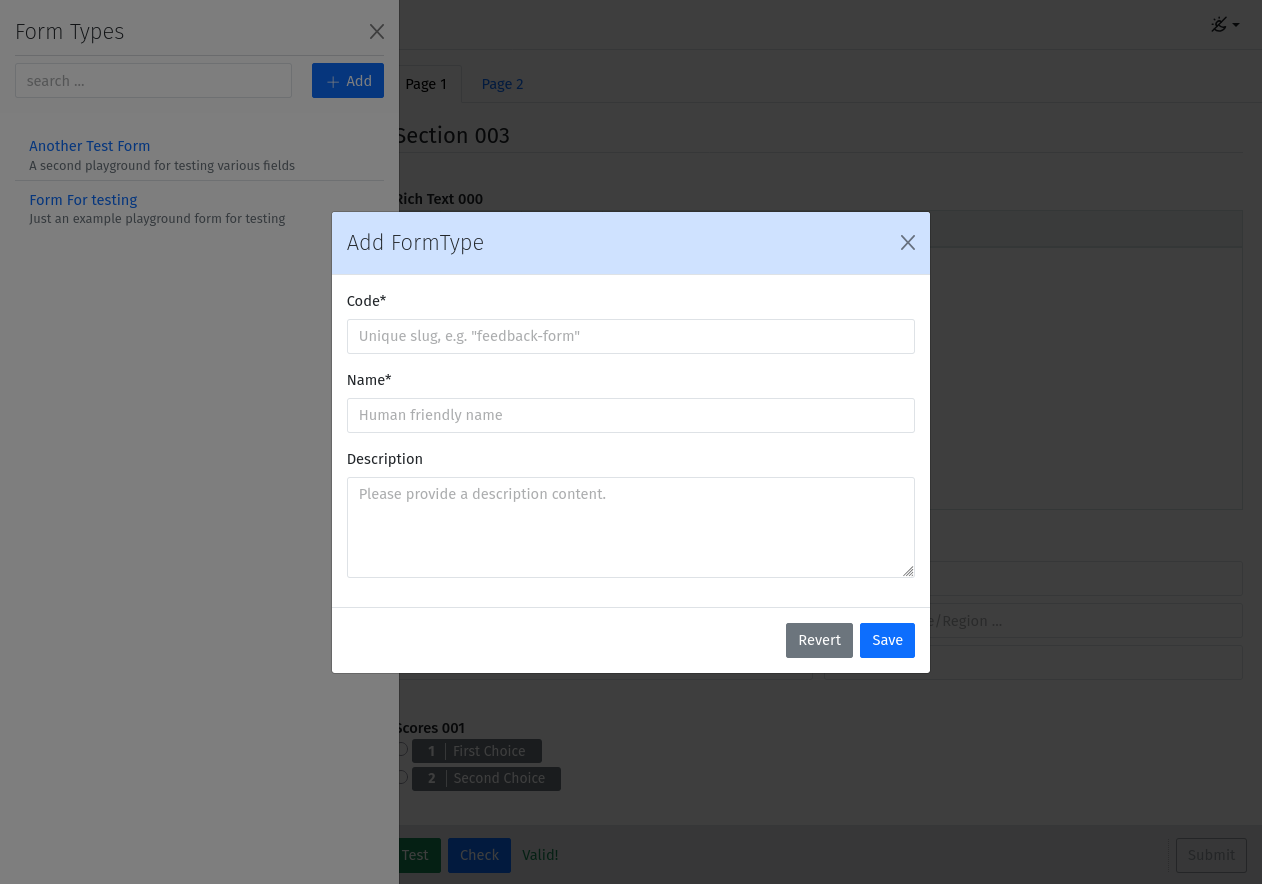 Form Types
search ...
Add
Another Test Form
A second playground for testing various fields
Form For testing
Just an example playground form for testing
Page 1
Page 2
Section 003
Rich Text 000
Add FormType
Code*
Unique slug, e.g. "feedback-form"
Name*
Human friendly name
Description
Please provide a description content.
Revert
Save
/Region ...
Scores 001
1 First Choice
2 Second Choice
Test
Check
Valid!
Submit